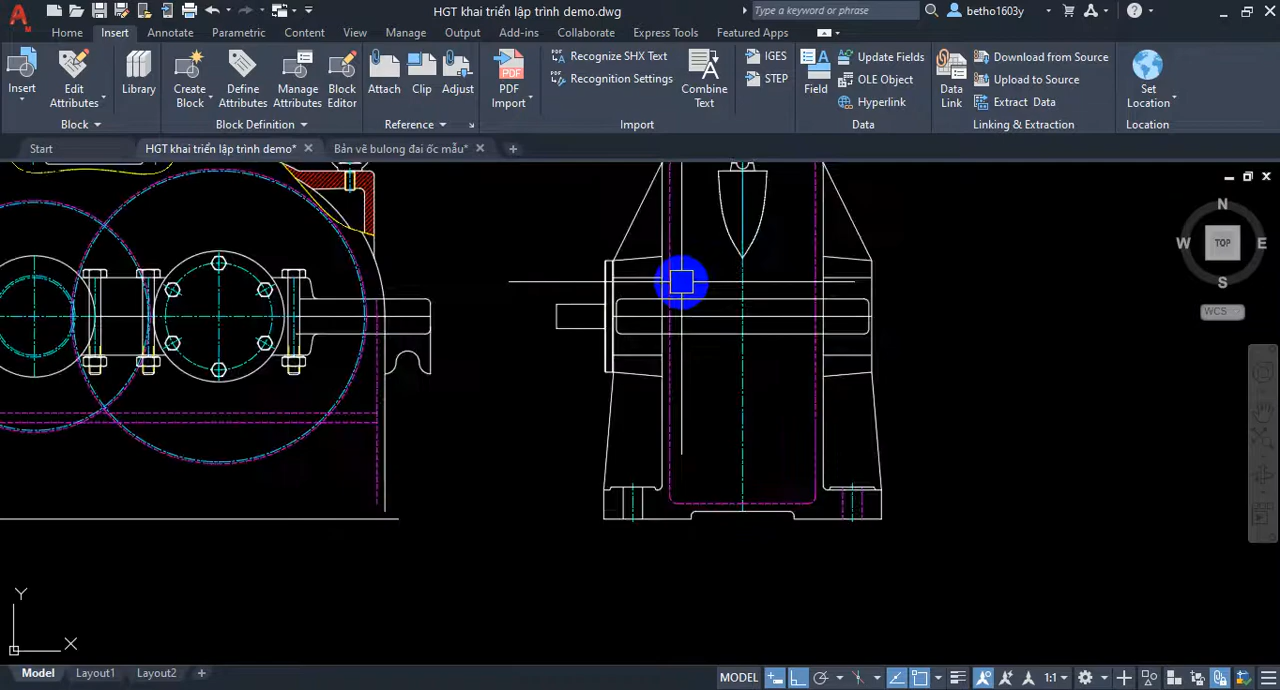 HGT khai triển lập trình demo.dwg
Type a keyword or phrase
betho1603y
Home Insert Annotate Parametric Content View Manage Output Add-ins Collaborate Express Tools Featured Apps
Insert
Edit Attributes
Library
Create Block
Define Attributes
Manage Attributes
Block Editor
Attach
Clip
Adjust
PDF Import
Recognize SHX Text
Recognition Settings
Combine Text
IGES
STEP
Field
Update Fields
OLE Object
Hyperlink
Data Link
Download from Source
Upload to Source
Extract Data
Set Location
Block
Block Definition
Reference
Import
Data
Linking & Extraction
Location
Start
HGT khai triển lập trình demo*
Bản vẽ bulong đai ốc mẫu*
N
W TOP E
S
WCS
Y
X
Model Layout1 Layout2
MODEL
1:1